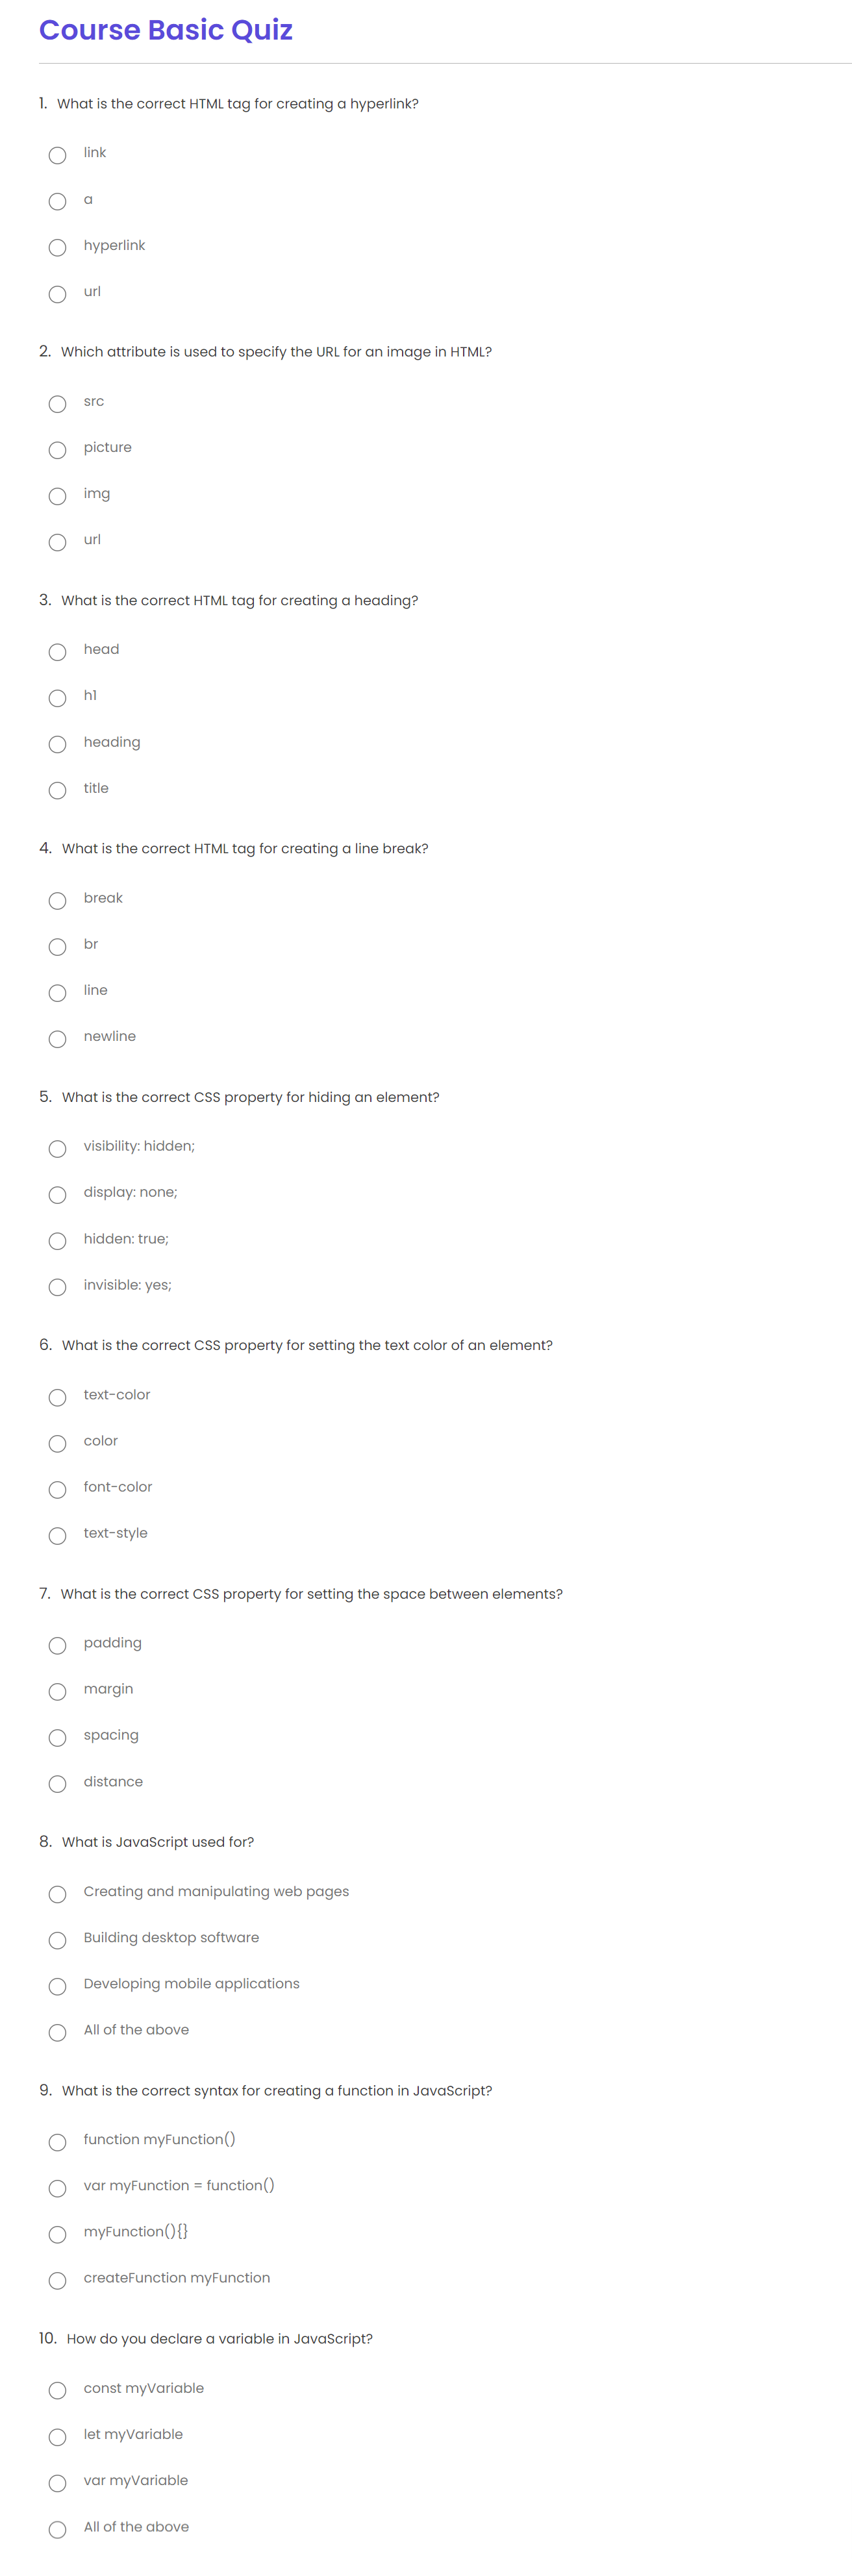 Course Basic Quiz
1. What is the correct HTML tag for creating a hyperlink?
link
a
hyperlink
url
2. Which attribute is used to specify the URL for an image in HTML?
src
picture
img
url
3. What is the correct HTML tag for creating a heading?
head
h1
heading
title
4. What is the correct HTML tag for creating a line break?
break
br
line
newline
5. What is the correct CSS property for hiding an element?
visibility: hidden;
display: none;
hidden: true;
invisible: yes;
6. What is the correct CSS property for setting the text color of an element?
text-color
color
font-color
text-style
7. What is the correct CSS property for setting the space between elements?
padding
margin
spacing
distance
8. What is JavaScript used for?
Creating and manipulating web pages
Building desktop software
Developing mobile applications
All of the above
9. What is the correct syntax for creating a function in JavaScript?
function myFunction()
var myFunction = function()
myFunction(){}
createFunction myFunction
10. How do you declare a variable in JavaScript?
const myVariable
let myVariable
var myVariable
All of the above